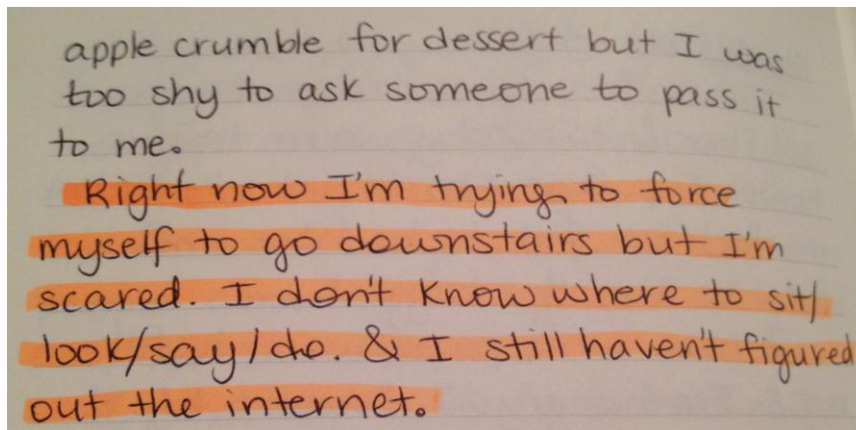 apple crumble for dessert but I was
too shy to ask someone to pass it
to me.
Right now I'm trying to force
myself to go downstairs but I'm
scared. I don't know where to sit/
look/say/do. & I still haven't figured
out the internet.